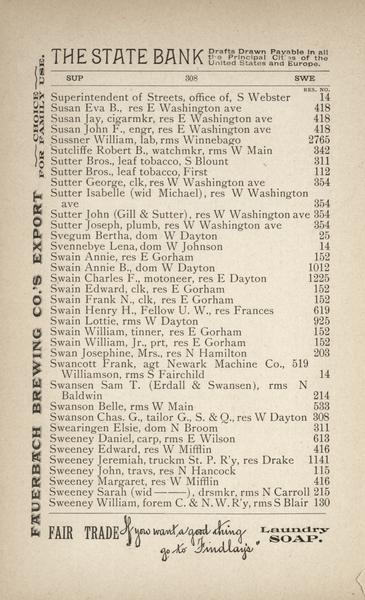 THE STATE BANK Drafts Drawn Payable in all
the Principal Cities of the
United States and Europe.
SUP 308 SWE
RES. NO.
Superintendent of Streets, office of, S Webster 14
Susan Eva B., res E Washington ave 418
Susan Jay, cigarmkr, res E Washington ave 418
Susan John F., engr, res E Washington ave 418
Sussner William, lab, rms Winnebago 2765
Sutcliffe Robert B., watchmkr, rms W Main 342
Sutter Bros., leaf tobacco, S Blount 311
Sutter Bros., leaf tobacco, First 112
Sutter George, clk, res W Washington ave 354
Sutter Isabelle (wid Michael), res W Washington
ave 354
Sutter John (Gill & Sutter), res W Washington ave 354
Sutter Joseph, plumb, res W Washington ave 354
Svegum Bertha, dom W Dayton 25
Svennebye Lena, dom W Johnson 14
Swain Annie, res E Gorham 152
Swain Annie B., dom W Dayton 1012
Swain Charles F., motoneer, res E Dayton 1225
Swain Edward, clk, res E Gorham 152
Swain Frank N., clk, res E Gorham 152
Swain Henry H., Fellow U. W., res Frances 619
Swain Lottie, rms W Dayton 925
Swain William, tinner, res E Gorham 152
Swain William, Jr., prt, res E Gorham 152
Swan Josephine, Mrs., res N Hamilton 203
Swancott Frank, agt Newark Machine Co., 519
Williamson, rms S Fairchild 14
Swansen Sam T. (Erdall & Swansen), rms N
Baldwin 214
Swanson Belle, rms W Main 533
Swanson Chas. G., tailor G., S. & Q., res W Dayton 308
Swearingen Elsie, dom N Broom 311
Sweeney Daniel, carp, rms E Wilson 613
Sweeney Edward, res W Mifflin 416
Sweeney Jeremiah, truckm St. P. R'y, res Drake 1141
Sweeney John, travs, res N Hancock 115
Sweeney Margaret, res W Mifflin 416
Sweeney Sarah (wid ——), drsmkr, rms N Carroll 215
Sweeney William, forem C. & N.W. R'y, rms S Blair 130
FAUERBACH BREWING CO.'S EXPORT CHOICE
FOR FAMILY USE.
FAIR TRADE If you want a good thing
go to Findlay's" Laundry
SOAP.